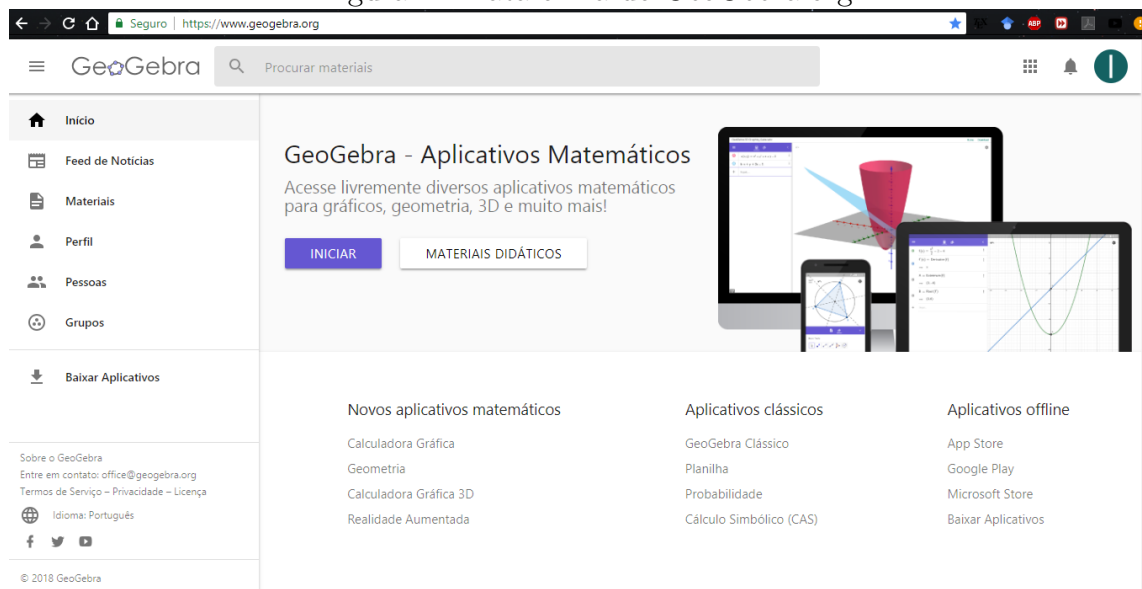 Seguro | https://www.geogebra.org
ABP
GeoGebra
Procurar materiais
I
Início
Feed de Notícias
Materiais
Perfil
Pessoas
Grupos
Baixar Aplicativos
GeoGebra - Aplicativos Matemáticos
Acesse livremente diversos aplicativos matemáticos
para gráficos, geometria, 3D e muito mais!
INICIAR
MATERIAIS DIDÁTICOS
Novos aplicativos matemáticos
Calculadora Gráfica
Geometria
Calculadora Gráfica 3D
Realidade Aumentada
Aplicativos clássicos
GeoGebra Clássico
Planilha
Probabilidade
Cálculo Simbólico (CAS)
Aplicativos offline
App Store
Google Play
Microsoft Store
Baixar Aplicativos
Sobre o GeoGebra
Entre em contato: office@geogebra.org
Termos de Serviço – Privacidade – Licença
Idioma: Português
© 2018 GeoGebra